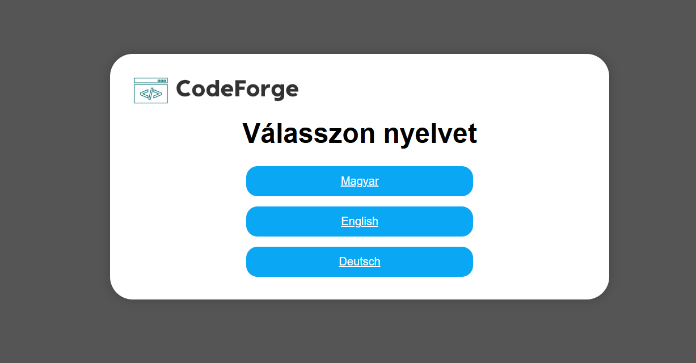 CodeForge
Válasszon nyelvet
Magyar
English
Deutsch